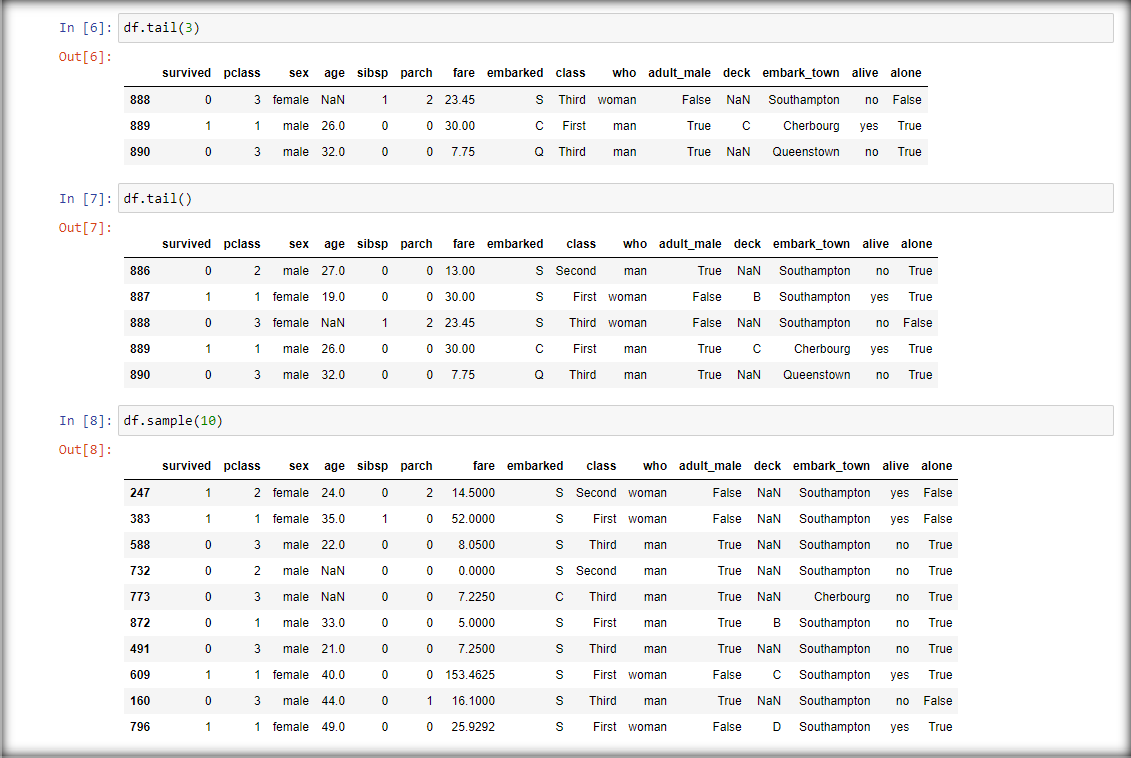 In [6]: df.tail(3)
Out[6]:
survived pclass sex age sibsp parch fare embarked class who adult_male deck embark_town alive alone
888 0 3 female NaN 1 2 23.45 S Third woman False NaN Southampton no False
889 1 1 male 26.0 0 0 30.00 C First man True C Cherbourg yes True
890 0 3 male 32.0 0 0 7.75 Q Third man True NaN Queenstown no True
In [7]: df.tail()
Out[7]:
survived pclass sex age sibsp parch fare embarked class who adult_male deck embark_town alive alone
886 0 2 male 27.0 0 0 13.00 S Second man True NaN Southampton no True
887 1 1 female 19.0 0 0 30.00 S First woman False B Southampton yes True
888 0 3 female NaN 1 2 23.45 S Third woman False NaN Southampton no False
889 1 1 male 26.0 0 0 30.00 C First man True C Cherbourg yes True
890 0 3 male 32.0 0 0 7.75 Q Third man True NaN Queenstown no True
In [8]: df.sample(10)
Out[8]:
survived pclass sex age sibsp parch fare embarked class who adult_male deck embark_town alive alone
247 1 2 female 24.0 0 2 14.5000 S Second woman False NaN Southampton yes False
383 1 1 female 35.0 1 0 52.0000 S First woman False NaN Southampton yes False
588 0 3 male 22.0 0 0 8.0500 S Third man True NaN Southampton no True
732 0 2 male NaN 0 0 0.0000 S Second man True NaN Southampton no True
773 0 3 male NaN 0 0 7.2250 C Third man True NaN Cherbourg no True
872 0 1 male 33.0 0 0 5.0000 S First man True B Southampton no True
491 0 3 male 21.0 0 0 7.2500 S Third man True NaN Southampton no True
609 1 1 female 40.0 0 0 153.4625 S First woman False C Southampton yes True
160 0 3 male 44.0 0 1 16.1000 S Third man True NaN Southampton no False
796 1 1 female 49.0 0 0 25.9292 S First woman False D Southampton yes True